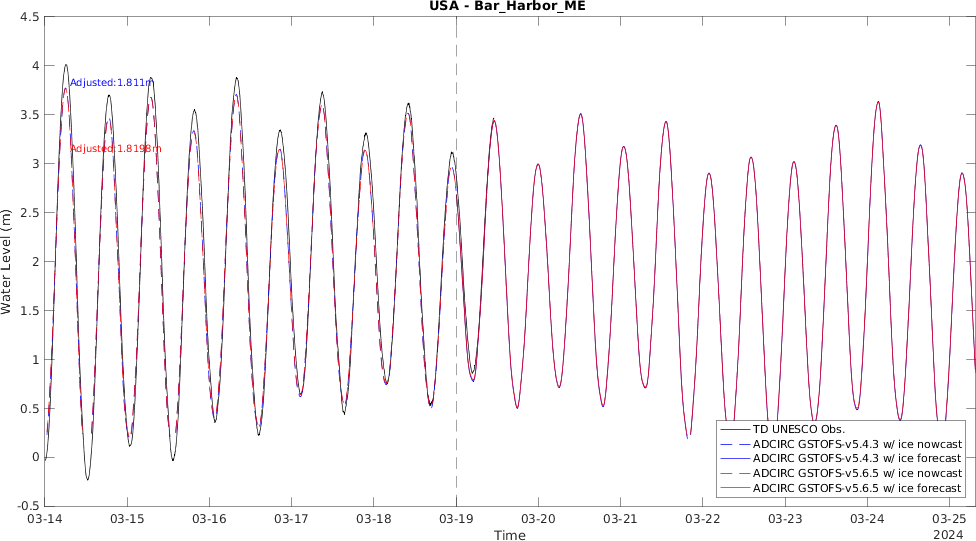 USA - Bar_Harbor_ME
4.5
4
3.5
3
2.5
2
1.5
1
0.5
0
-0.5
Water Level (m)
Adjusted:1.811m
Adjusted:1.8198m
TD UNESCO Obs.
ADCIRC GSTOFS-v5.4.3 w/ ice nowcast
ADCIRC GSTOFS-v5.4.3 w/ ice forecast
ADCIRC GSTOFS-v5.6.5 w/ ice nowcast
ADCIRC GSTOFS-v5.6.5 w/ ice forecast
03-14 03-15 03-16 03-17 03-18 03-19 03-20 03-21 03-22 03-23 03-24 03-25
Time
2024